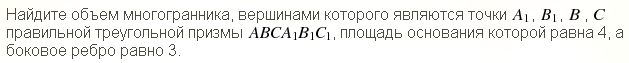 Найдите объем многогранника, вершинами которого являются точки A₁, B₁, B , C
правильной треугольной призмы ABCA₁B₁C₁, площадь основания которой равна 4, а
боковое ребро равно 3.